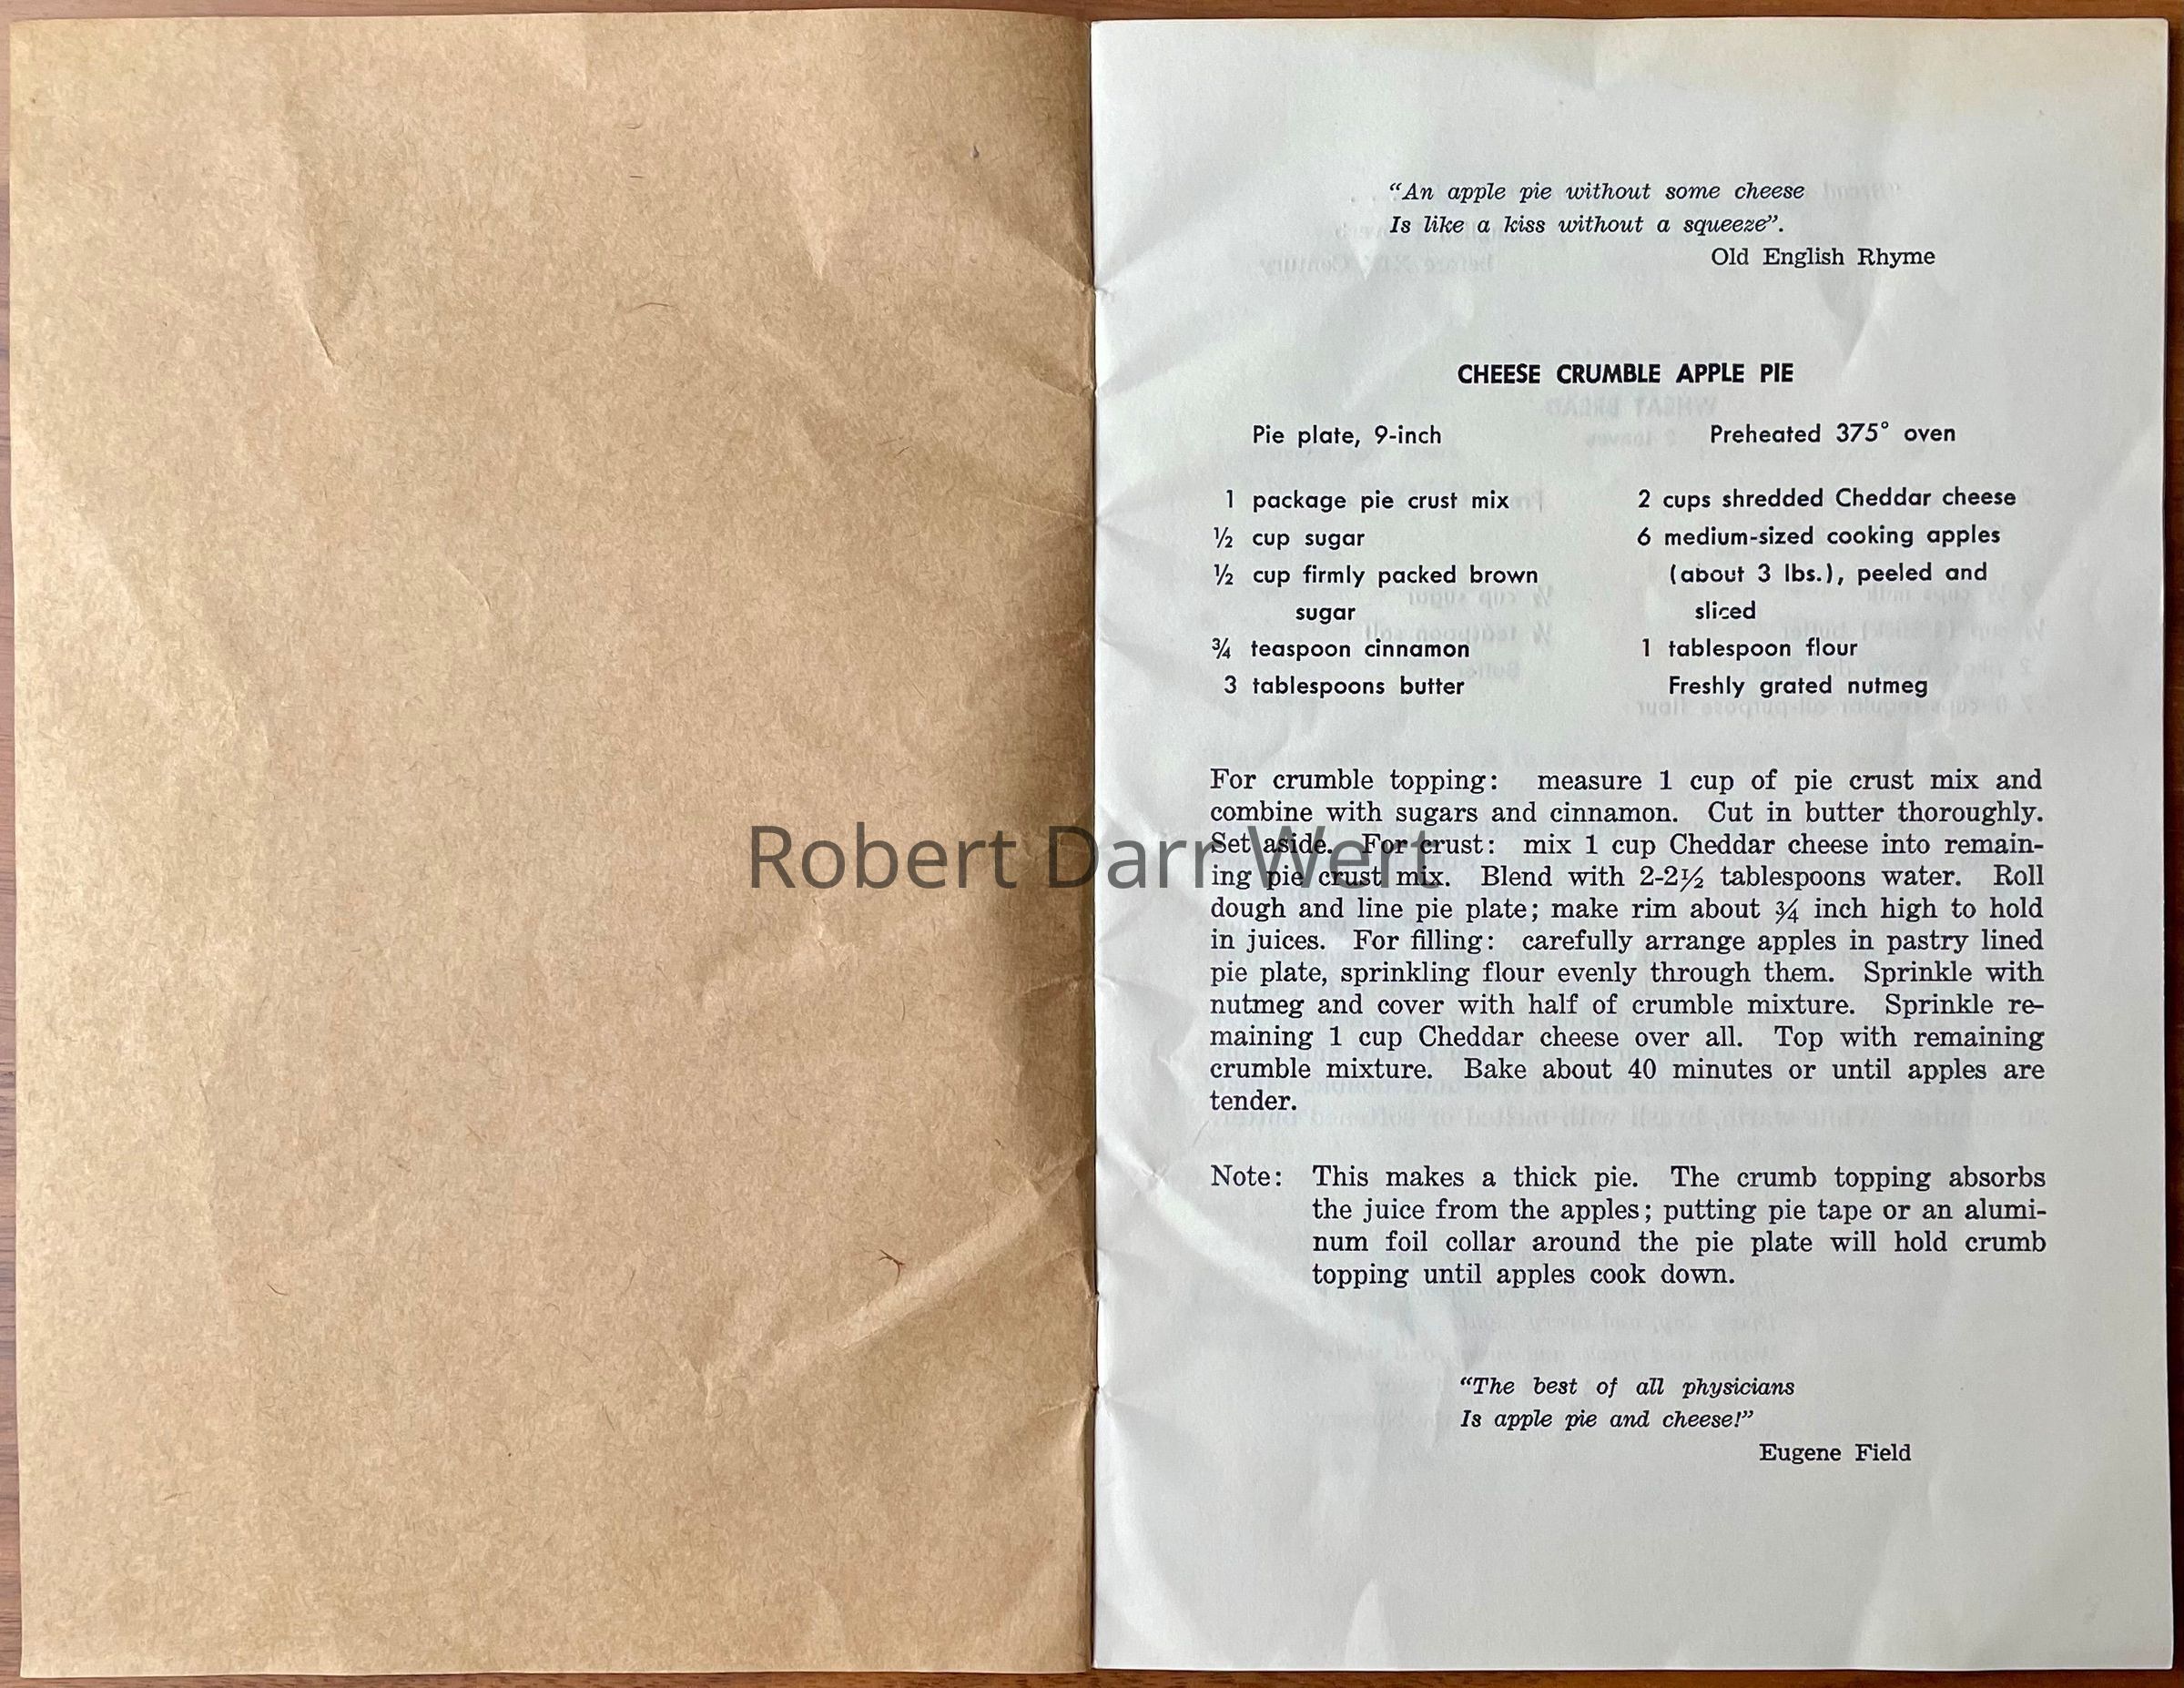 “An apple pie without some cheese
Is like a kiss without a squeeze”.
Old English Rhyme
CHEESE CRUMBLE APPLE PIE
Pie plate, 9-inch
Preheated 375° oven
1 package pie crust mix
½ cup sugar
½ cup firmly packed brown
sugar
¾ teaspoon cinnamon
3 tablespoons butter
2 cups shredded Cheddar cheese
6 medium-sized cooking apples
(about 3 lbs.), peeled and
sliced
1 tablespoon flour
Freshly grated nutmeg
For crumble topping: measure 1 cup of pie crust mix and
combine with sugars and cinnamon. Cut in butter thoroughly.
Set aside. For crust: mix 1 cup Cheddar cheese into remain-
ing pie crust mix. Blend with 2-2½ tablespoons water. Roll
dough and line pie plate; make rim about ¾ inch high to hold
in juices. For filling: carefully arrange apples in pastry lined
pie plate, sprinkling flour evenly through them. Sprinkle with
nutmeg and cover with half of crumble mixture. Sprinkle re-
maining 1 cup Cheddar cheese over all. Top with remaining
crumble mixture. Bake about 40 minutes or until apples are
tender.
Note: This makes a thick pie. The crumb topping absorbs
the juice from the apples; putting pie tape or an alumi-
num foil collar around the pie plate will hold crumb
topping until apples cook down.
“The best of all physicians
Is apple pie and cheese!”
Eugene Field
Robert Darr Wert